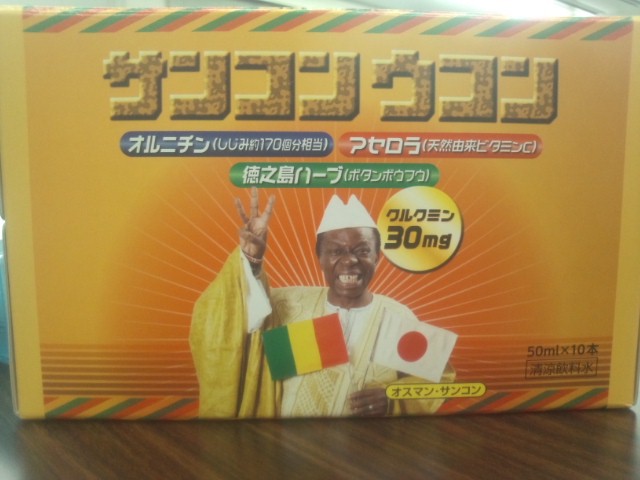 サンコンウコン
オルニチン(しじみ約170個分相当)
アセロラ(天然由来ビタミンC)
徳之島ハーブ(ボタンボウフウ)
クルクミン
30mg
50ml×10本
清涼飲料水
オスマン・サンコン